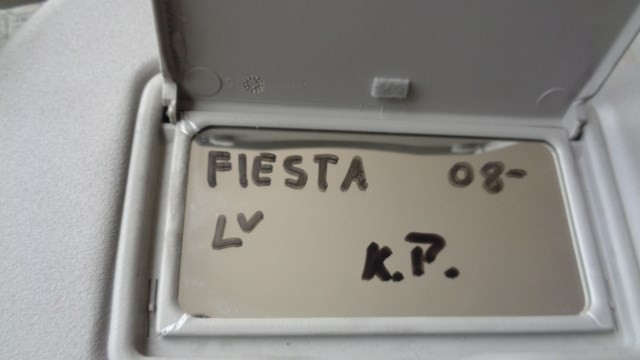 FIESTA 08-
LV
K.P.